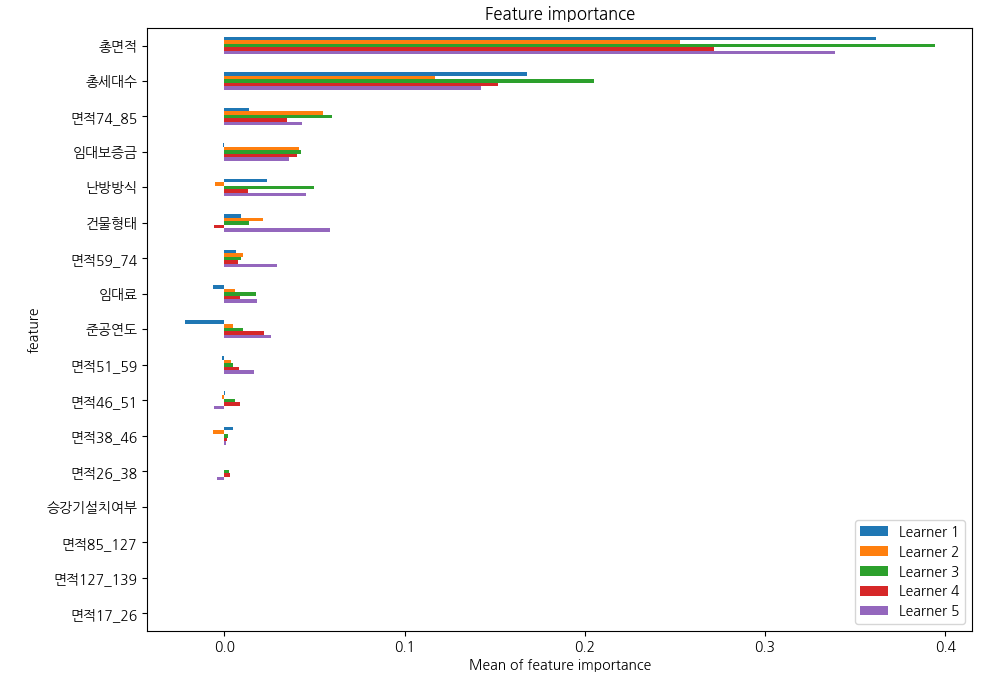 Feature importance
총면적
총세대수
면적74_85
임대보증금
난방방식
건물형태
면적59_74
임대료
준공연도
면적51_59
면적46_51
면적38_46
면적26_38
승강기설치여부
면적85_127
면적127_139
면적17_26
feature
Learner 1
Learner 2
Learner 3
Learner 4
Learner 5
0.0 0.1 0.2 0.3 0.4
Mean of feature importance